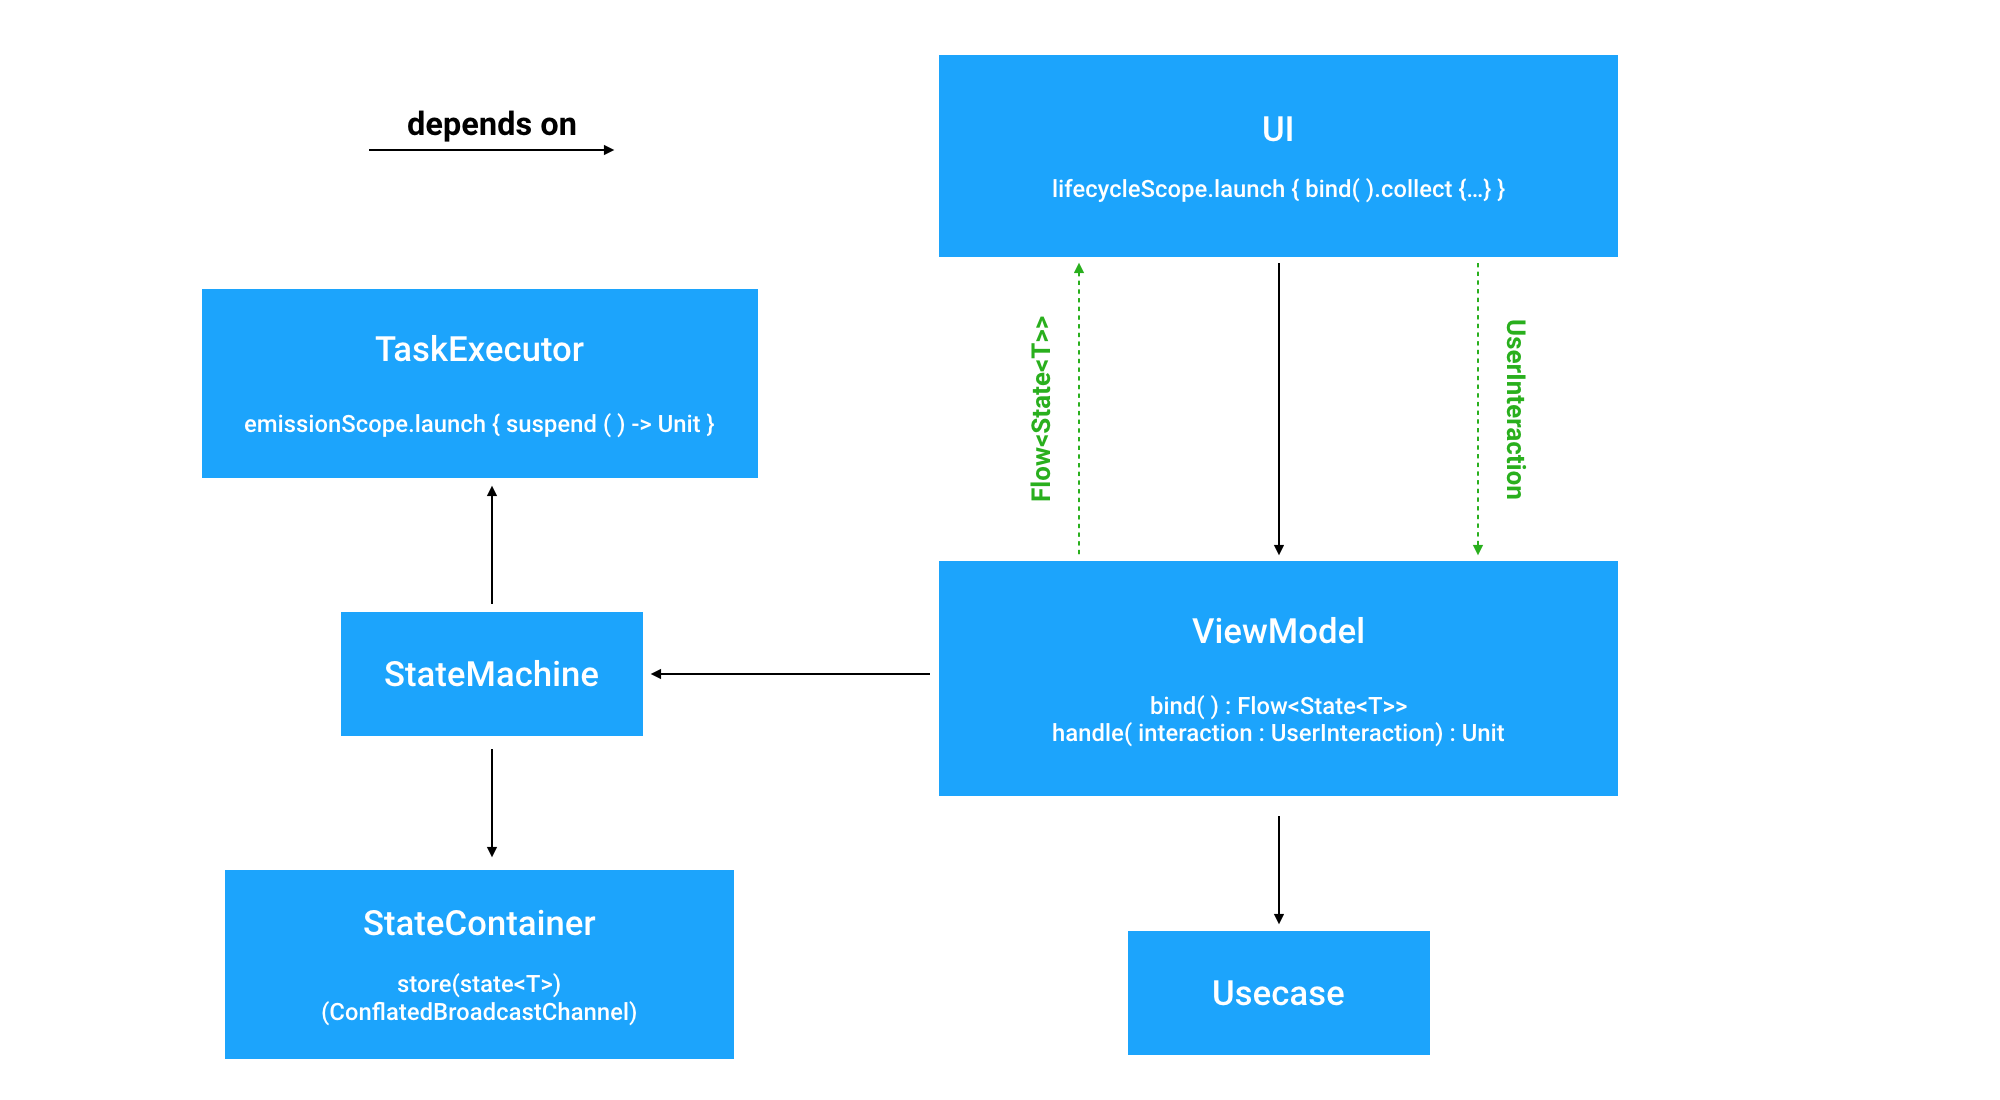 depends on
UI
lifecycleScope.launch { bind( ).collect {…} }
TaskExecutor
emissionScope.launch { suspend ( ) -> Unit }
Flow<State<T>>
UserInteraction
StateMachine
ViewModel
bind( ) : Flow<State<T>>
handle( interaction : UserInteraction) : Unit
StateContainer
store(state<T>)
(ConflatedBroadcastChannel)
Usecase